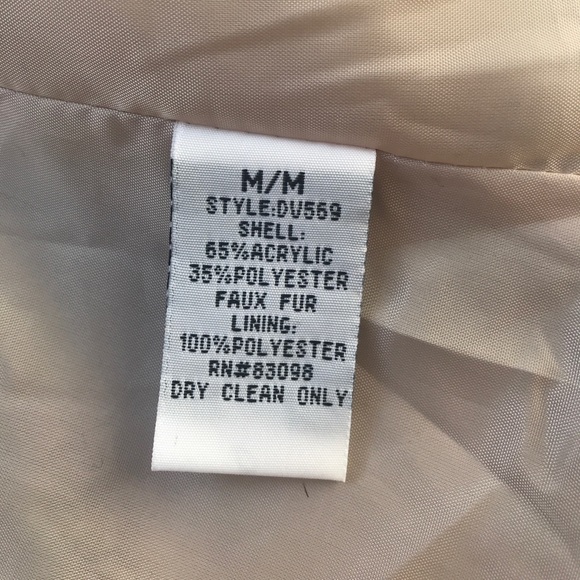 M/M
STYLE:DV569
SHELL:
65%ACRYLIC
35%POLYESTER
FAUX FUR
LINING:
100%POLYESTER
RN#83098
DRY CLEAN ONLY